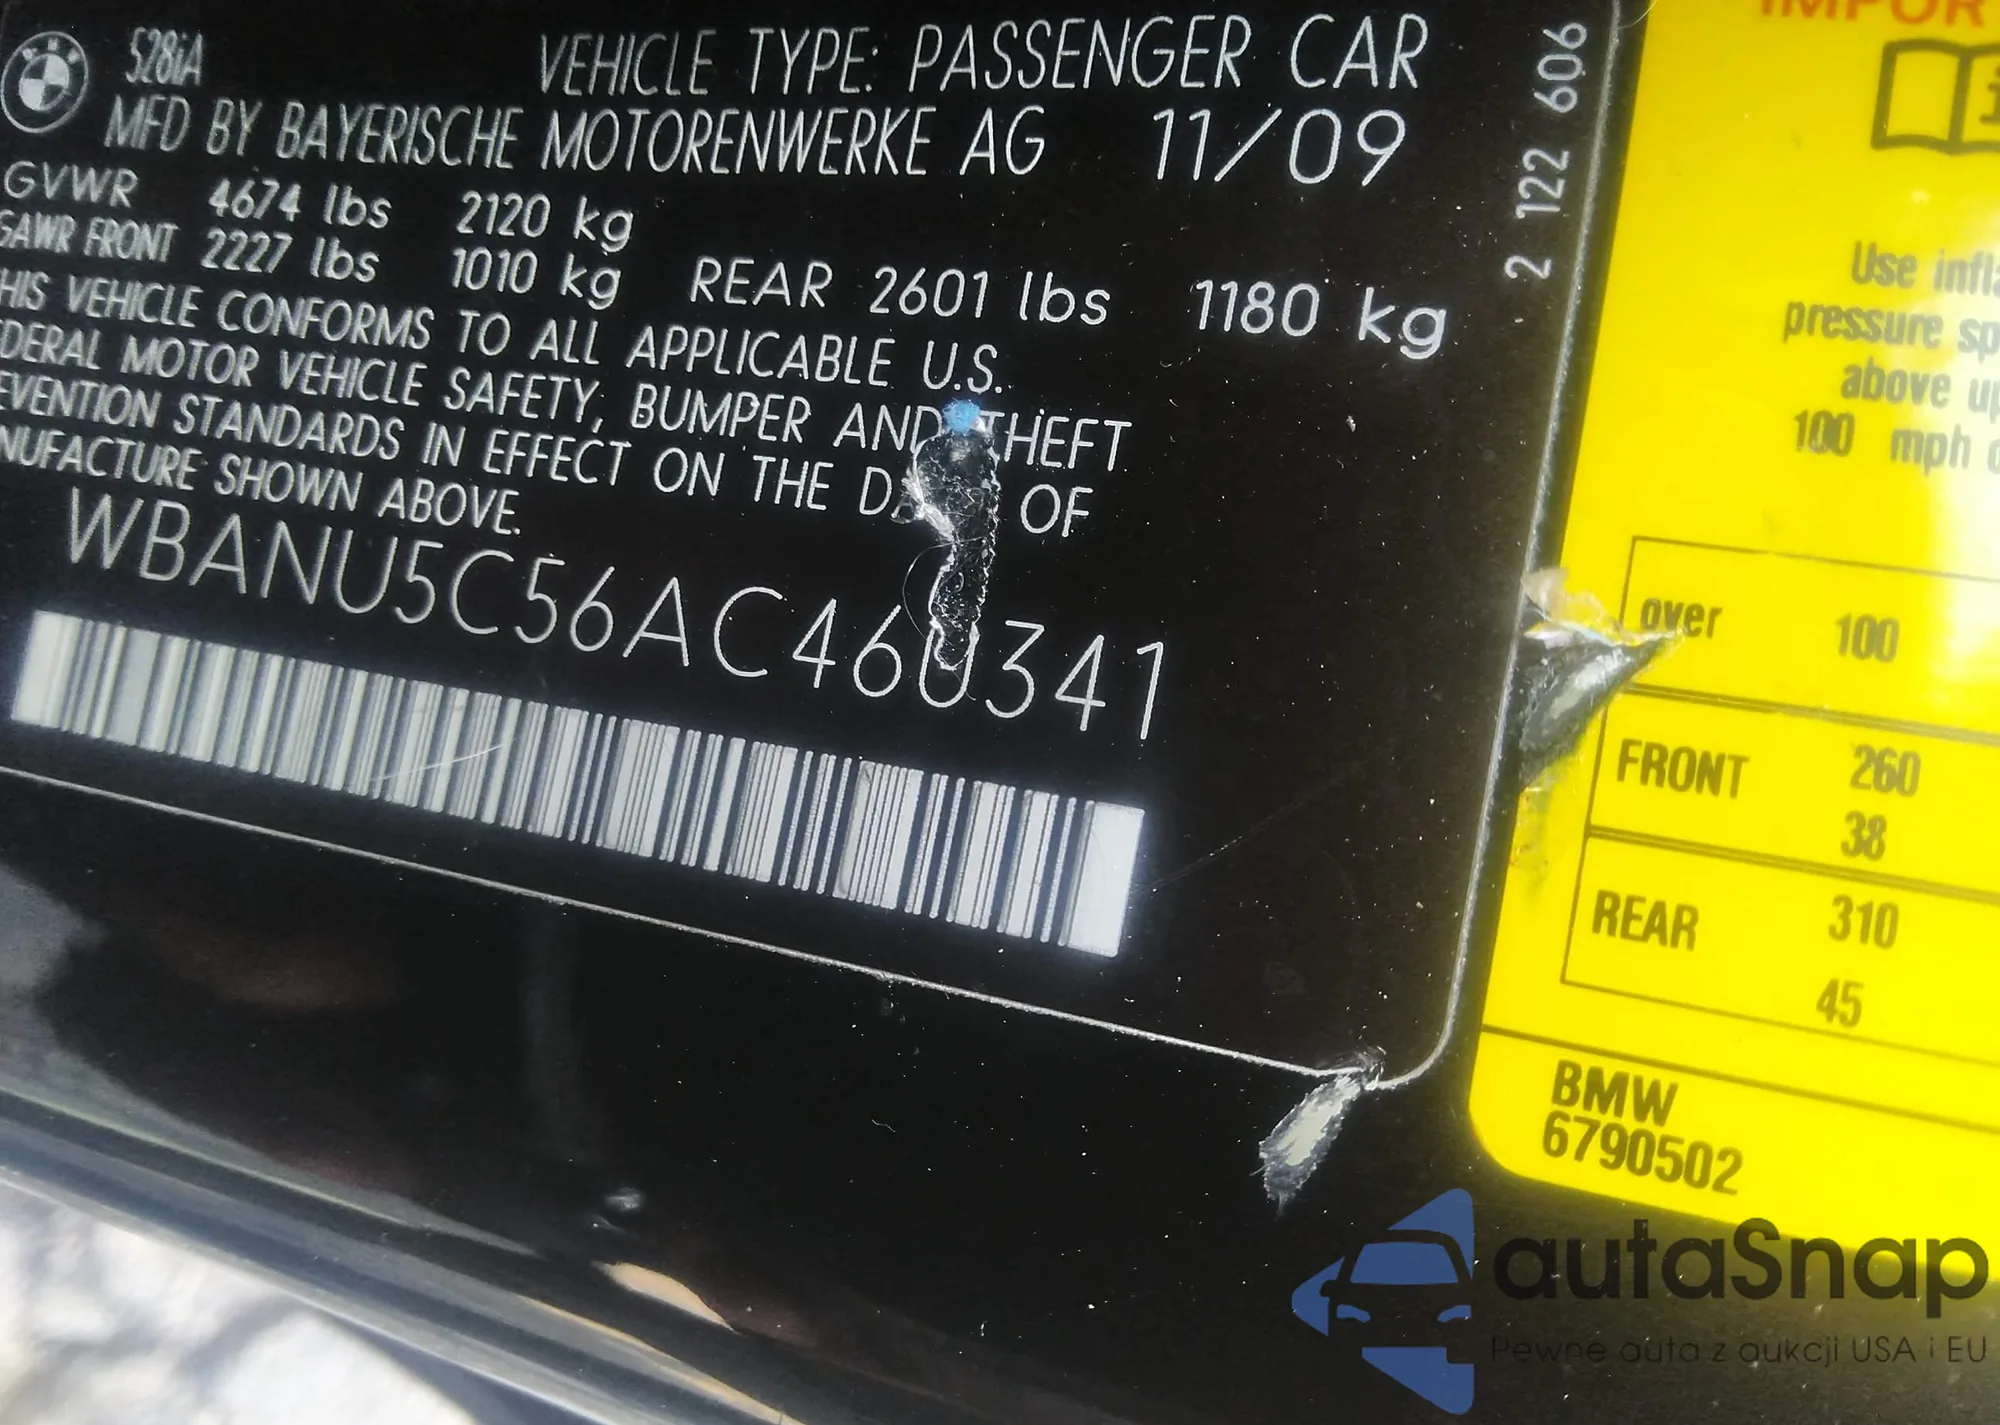 528iA
VEHICLE TYPE: PASSENGER CAR
MFD BY BAYERISCHE MOTORENWERKE AG 11/09
GVWR 4674 lbs 2120 kg
GAWR FRONT 2227 lbs 1010 kg REAR 2601 lbs 1180 kg
THIS VEHICLE CONFORMS TO ALL APPLICABLE U.S.
DERAL MOTOR VEHICLE SAFETY, BUMPER AND THEFT
EVENTION STANDARDS IN EFFECT ON THE DA OF
NUFACTURE SHOWN ABOVE.
WBANU5C56AC460341
2 122 606
IMPOR
Use infla
pressure sp
above up
100 mph
over 100
FRONT 260
38
REAR 310
45
BMW
6790502
autaSnap
Pewne auta z aukcji USA i EU